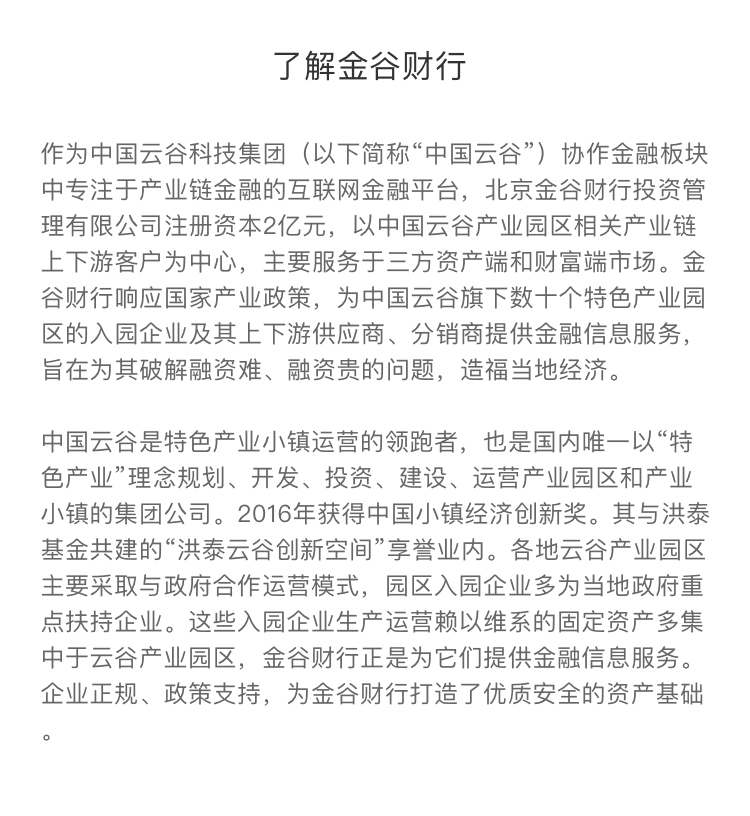 了解金谷财行
作为中国云谷科技集团（以下简称“中国云谷”）协作金融板块
中专注于产业链金融的互联网金融平台，北京金谷财行投资管
理有限公司注册资本2亿元，以中国云谷产业园区相关产业链
上下游客户为中心，主要服务于三方资产端和财富端市场。金
谷财行响应国家产业政策，为中国云谷旗下数十个特色产业园
区的入园企业及其上下游供应商、分销商提供金融信息服务，
旨在为其破解融资难、融资贵的问题，造福当地经济。
中国云谷是特色产业小镇运营的领跑者，也是国内唯一以“特
色产业”理念规划、开发、投资、建设、运营产业园区和产业
小镇的集团公司。2016年获得中国小镇经济创新奖。其与洪泰
基金共建的“洪泰云谷创新空间”享誉业内。各地云谷产业园区
主要采取与政府合作运营模式，园区入园企业多为当地政府重
点扶持企业。这些入园企业生产运营赖以维系的固定资产多集
中于云谷产业园区，金谷财行正是为它们提供金融信息服务。
企业正规、政策支持，为金谷财行打造了优质安全的资产基础
。